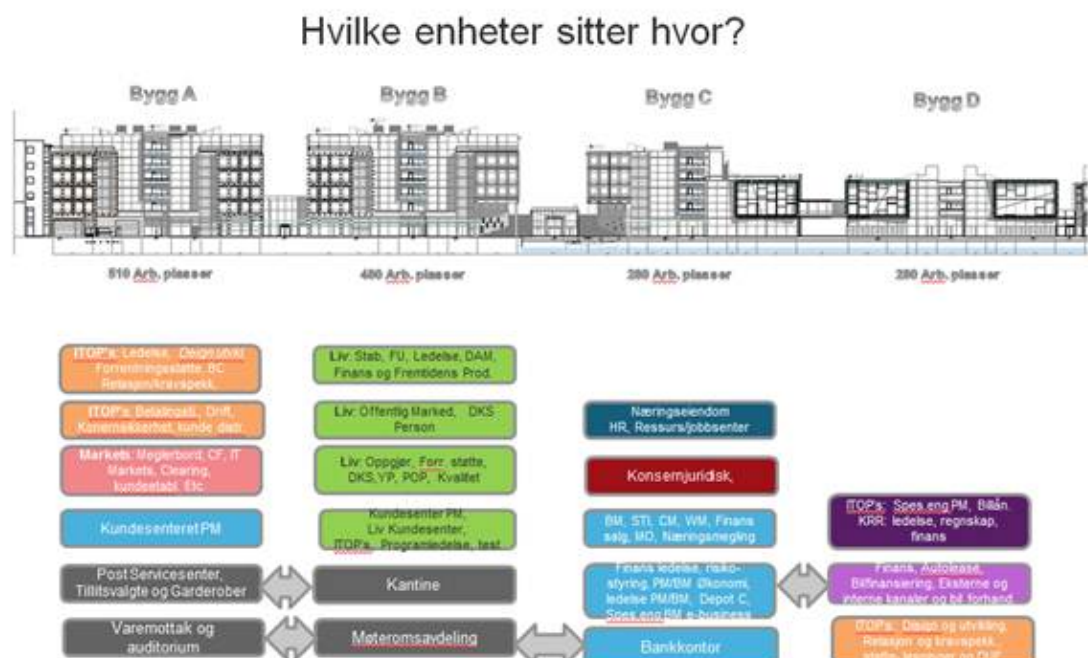 Hvilke enheter sitter hvor?
Bygg A
Bygg B
Bygg C
Bygg D
510 Arb. plasser
480 Arb. plasser
280 Arb. plasser
280 Arb. plasser
ITOP's: Ledelse,
Forretningsstøtte, BC
Relasjon/kravspekk,
ITOP's: Drift,
Konsernsikkerhet, kunde distr.
Markets: Meglerbord, CF, IT
Markets, Clearing,
kundeetabl. Etc
Kundesenteret PM
Post Servicesenter,
Tillitsvalgte og Garderober
Varemottak og
auditorium
Liv: Stab, FU, Ledelse, DAM,
Finans og Fremtidens Prod.
Liv: Offentlig Marked, DKS
Person
Liv: Oppgjør, Forr. støtte,
DKS,YP, POP, Kvalitet
Kundesenter PM,
Liv Kundesenter,
ITOP's, Programledelse, test
Kantine
Møteromsavdeling
Næringseiendom
HR, Ressurs/jobbsenter
Konsernjuridisk,
BM, STI, CM, WM, Finans
salg, MO, Næringsmegling
Finans ledelse, risiko-
styring, PM/BM Økonomi,
ledelse PM/BM, Depot C,
Spes.eng BM e-business
Bankkontor
ITOP's: Spes.eng PM, Billån.
KRR: ledelse, regnskap,
finans
Finans, Autolease,
Bilfinansiering, Eksterne og
interne kanaler og bil forhand.
ITOP's: og utvikling,
Relasjon og kravspekk,